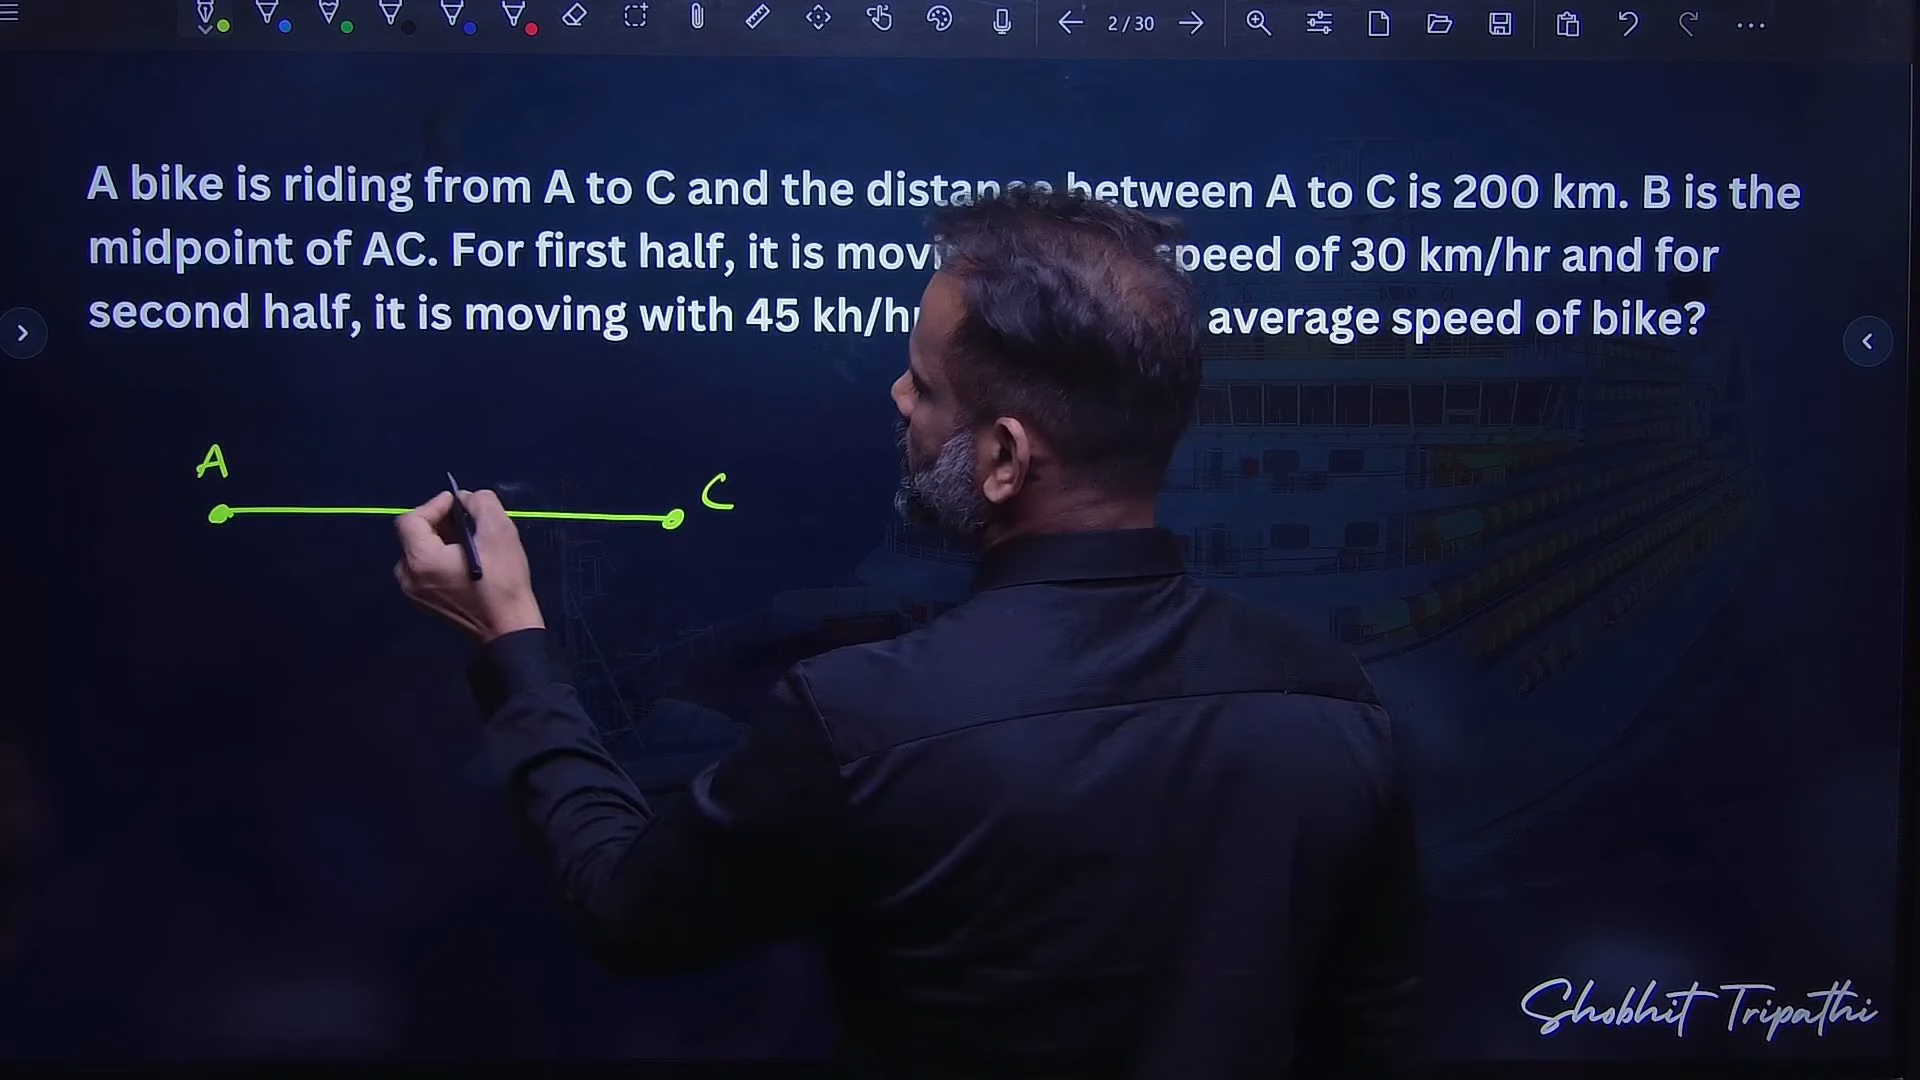 2 / 30
A bike is riding from A to C and the distance between A to C is 200 km. B is the
midpoint of AC. For first half, it is speed of 30 km/hr and for
second half, it is moving with 45 kh/hr average speed of bike?
A
C
Shobhit Tripathi